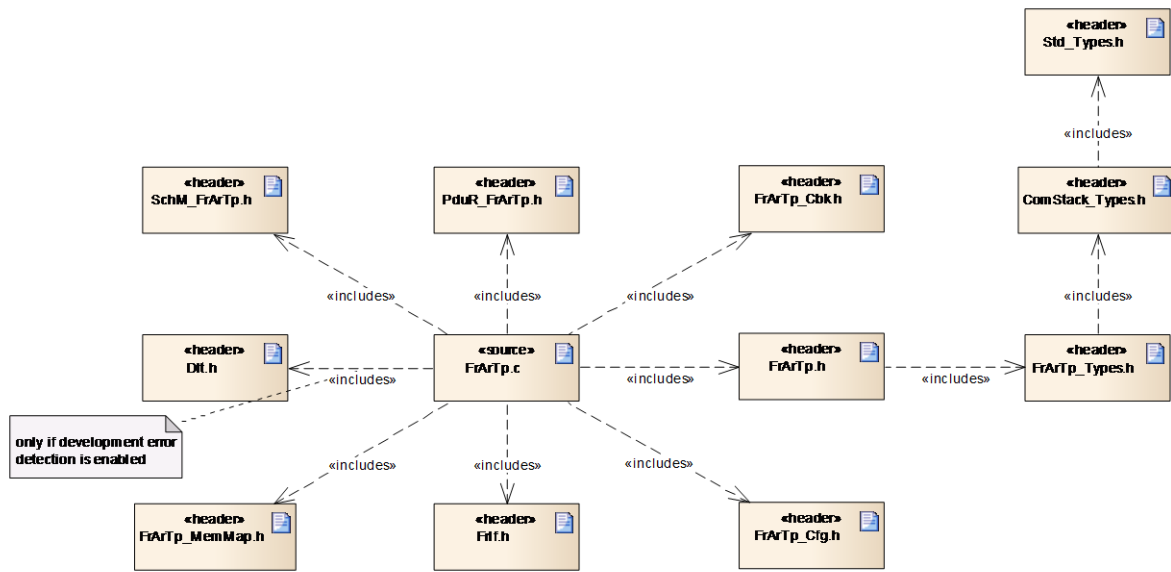 «header»
Std_Types.h
«includes»
«header»
SchM_FrArTp.h
«header»
PduR_FrArTp.h
«header»
FrArTp_Cbk.h
«header»
ComStack_Types.h
«includes»
«includes»
«includes»
«includes»
«header»
Dlt.h
«includes»
«source»
FrArTp.c
«includes»
«header»
FrArTp.h
«includes»
«header»
FrArTp_Types.h
only if development error
detection is enabled
«includes»
«includes»
«includes»
«header»
FrArTp_MemMap.h
«header»
FrIf.h
«header»
FrArTp_Cfg.h